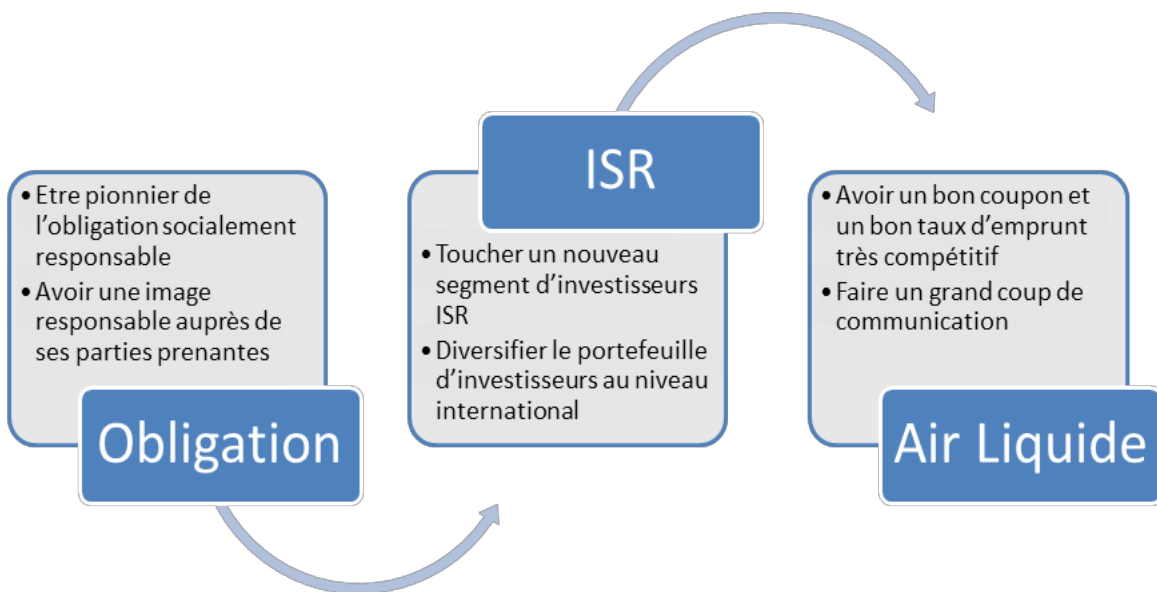 • Etre pionnier de
l'obligation socialement
responsable
• Avoir une image
responsable auprès de
ses parties prenantes
Obligation
ISR
• Toucher un nouveau
segment d'investisseurs
ISR
• Diversifier le portefeuille
d'investisseurs au niveau
international
• Avoir un bon coupon et
un bon taux d'emprunt
très compétitif
• Faire un grand coup de
communication
Air Liquide